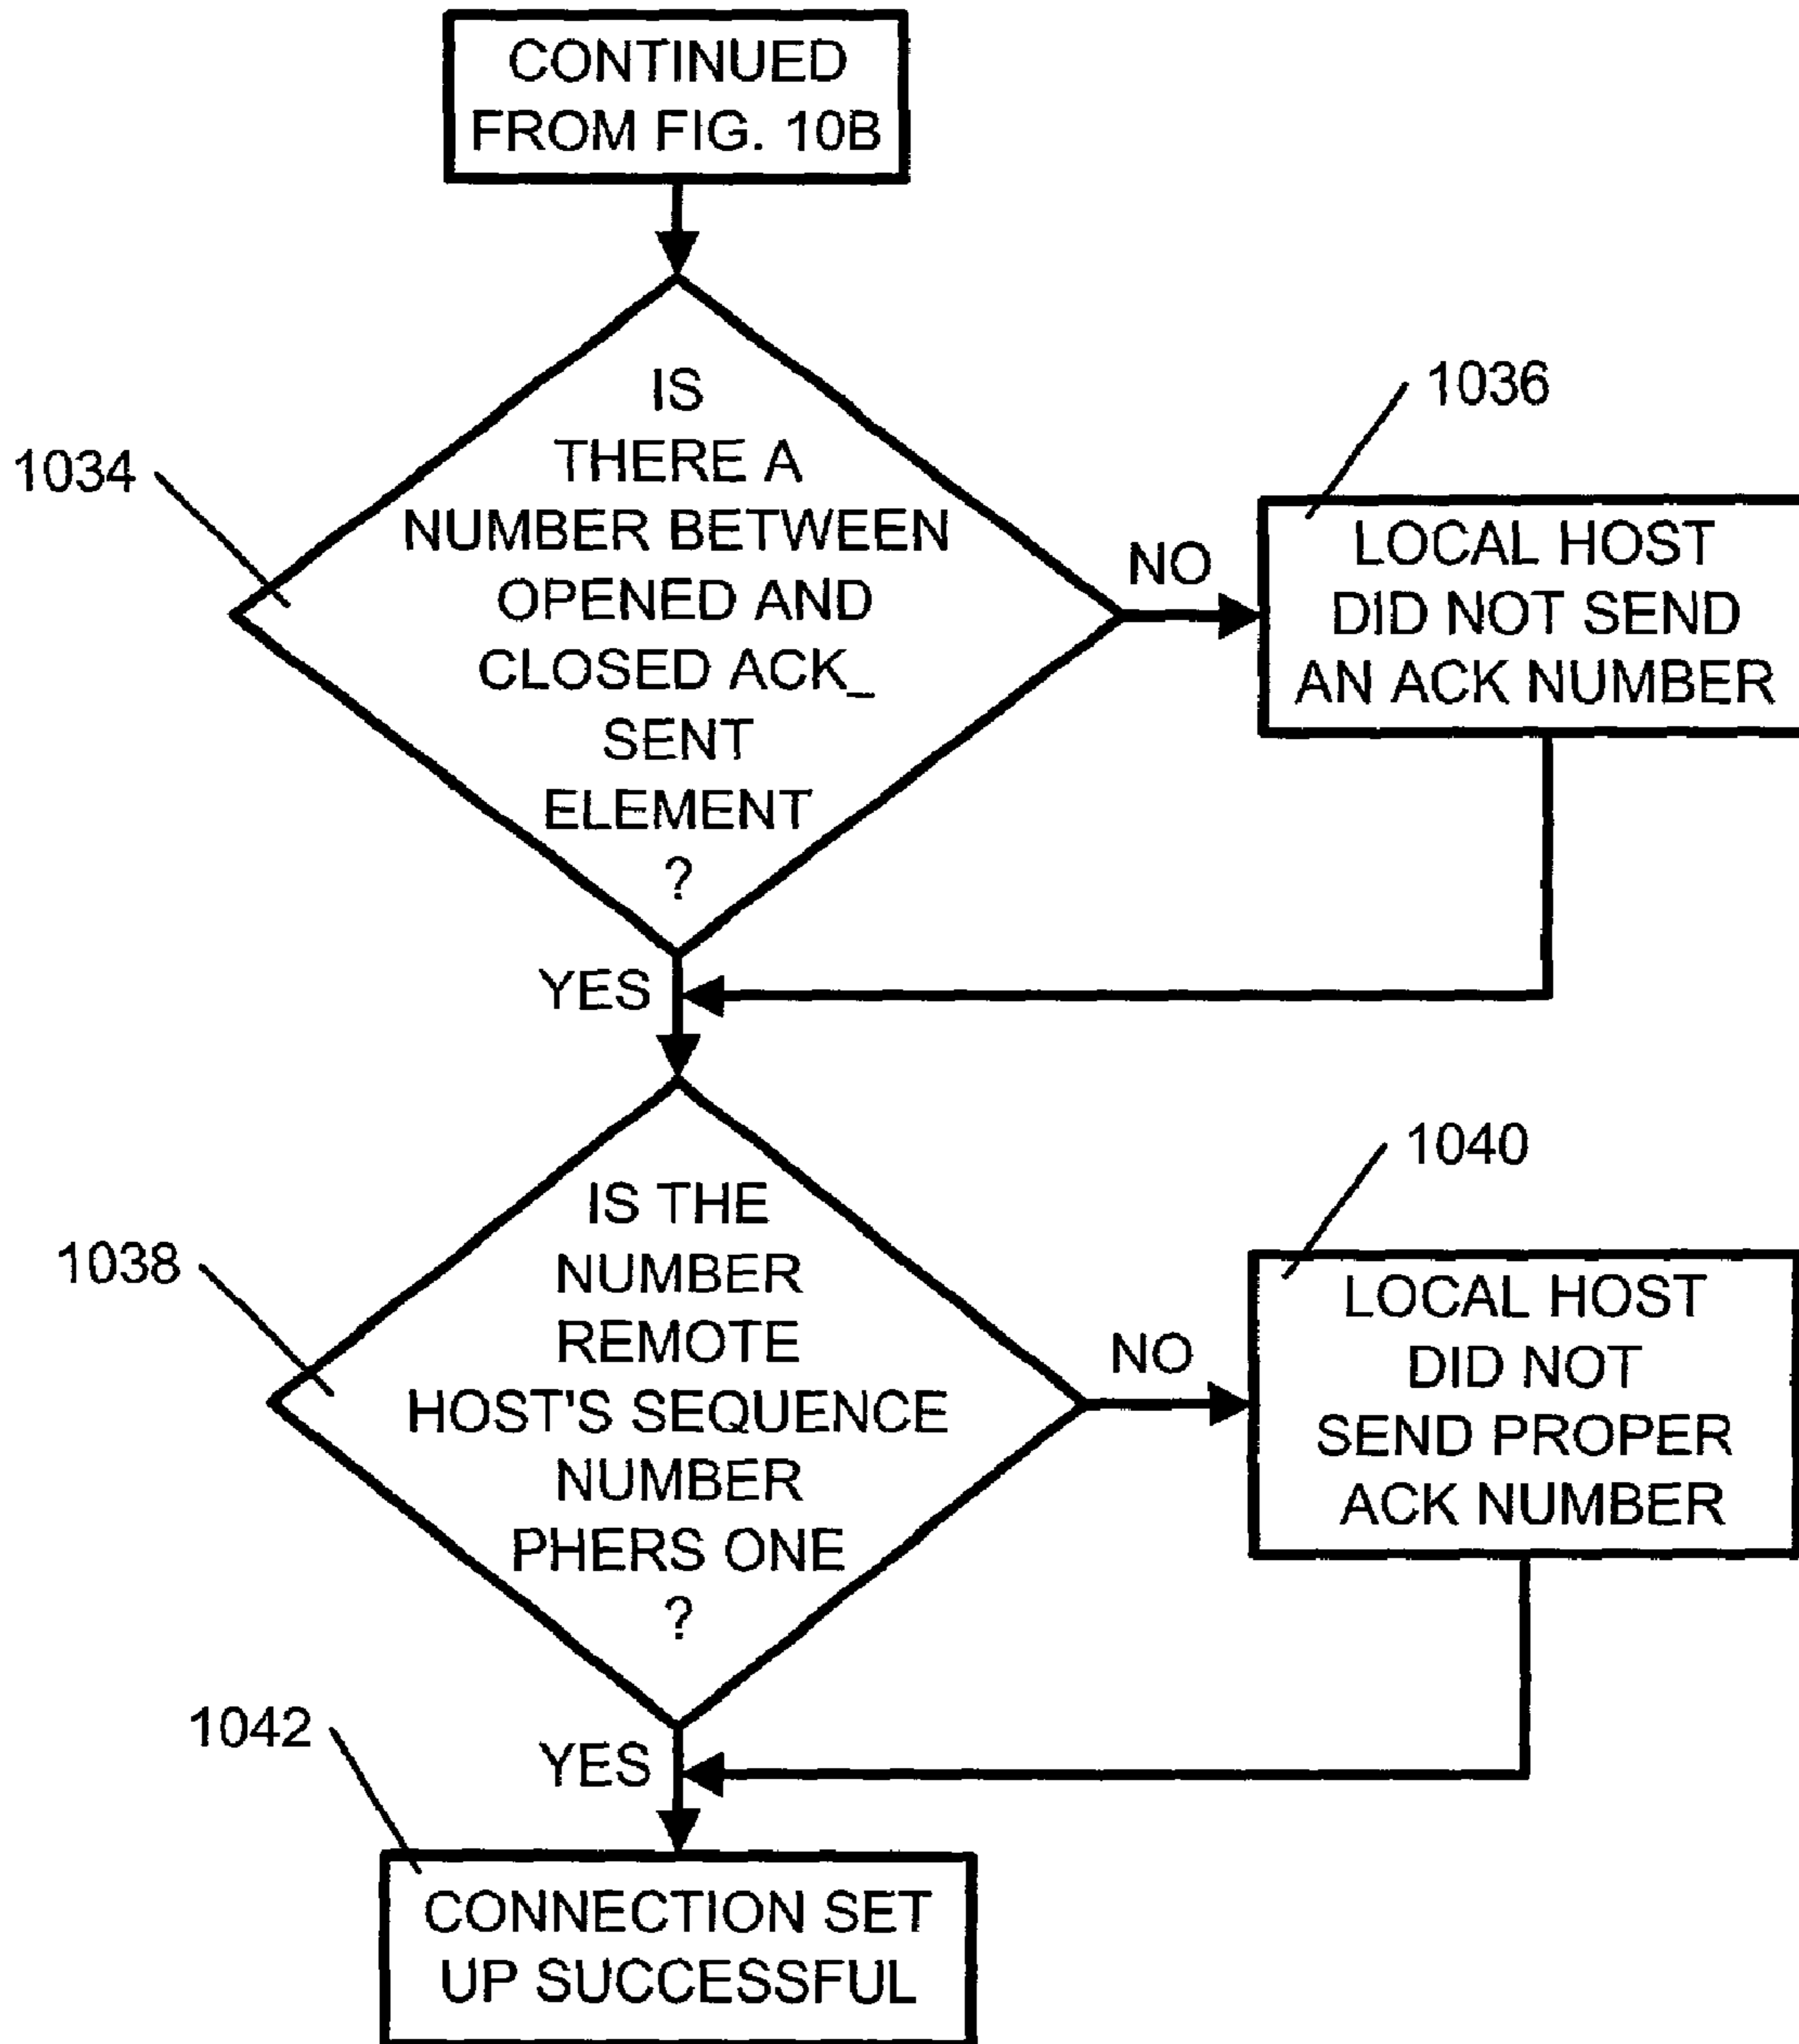 CONTINUED
FROM FIG. 10B
IS
THERE A
NUMBER BETWEEN
OPENED AND
CLOSED ACK_
SENT
ELEMENT
?
1034
NO
1036
LOCAL HOST
DID NOT SEND
AN ACK NUMBER
YES
IS THE
NUMBER
REMOTE
HOST'S SEQUENCE
NUMBER
PHERS ONE
?
1038
NO
1040
LOCAL HOST
DID NOT
SEND PROPER
ACK NUMBER
YES
1042
CONNECTION SET
UP SUCCESSFUL